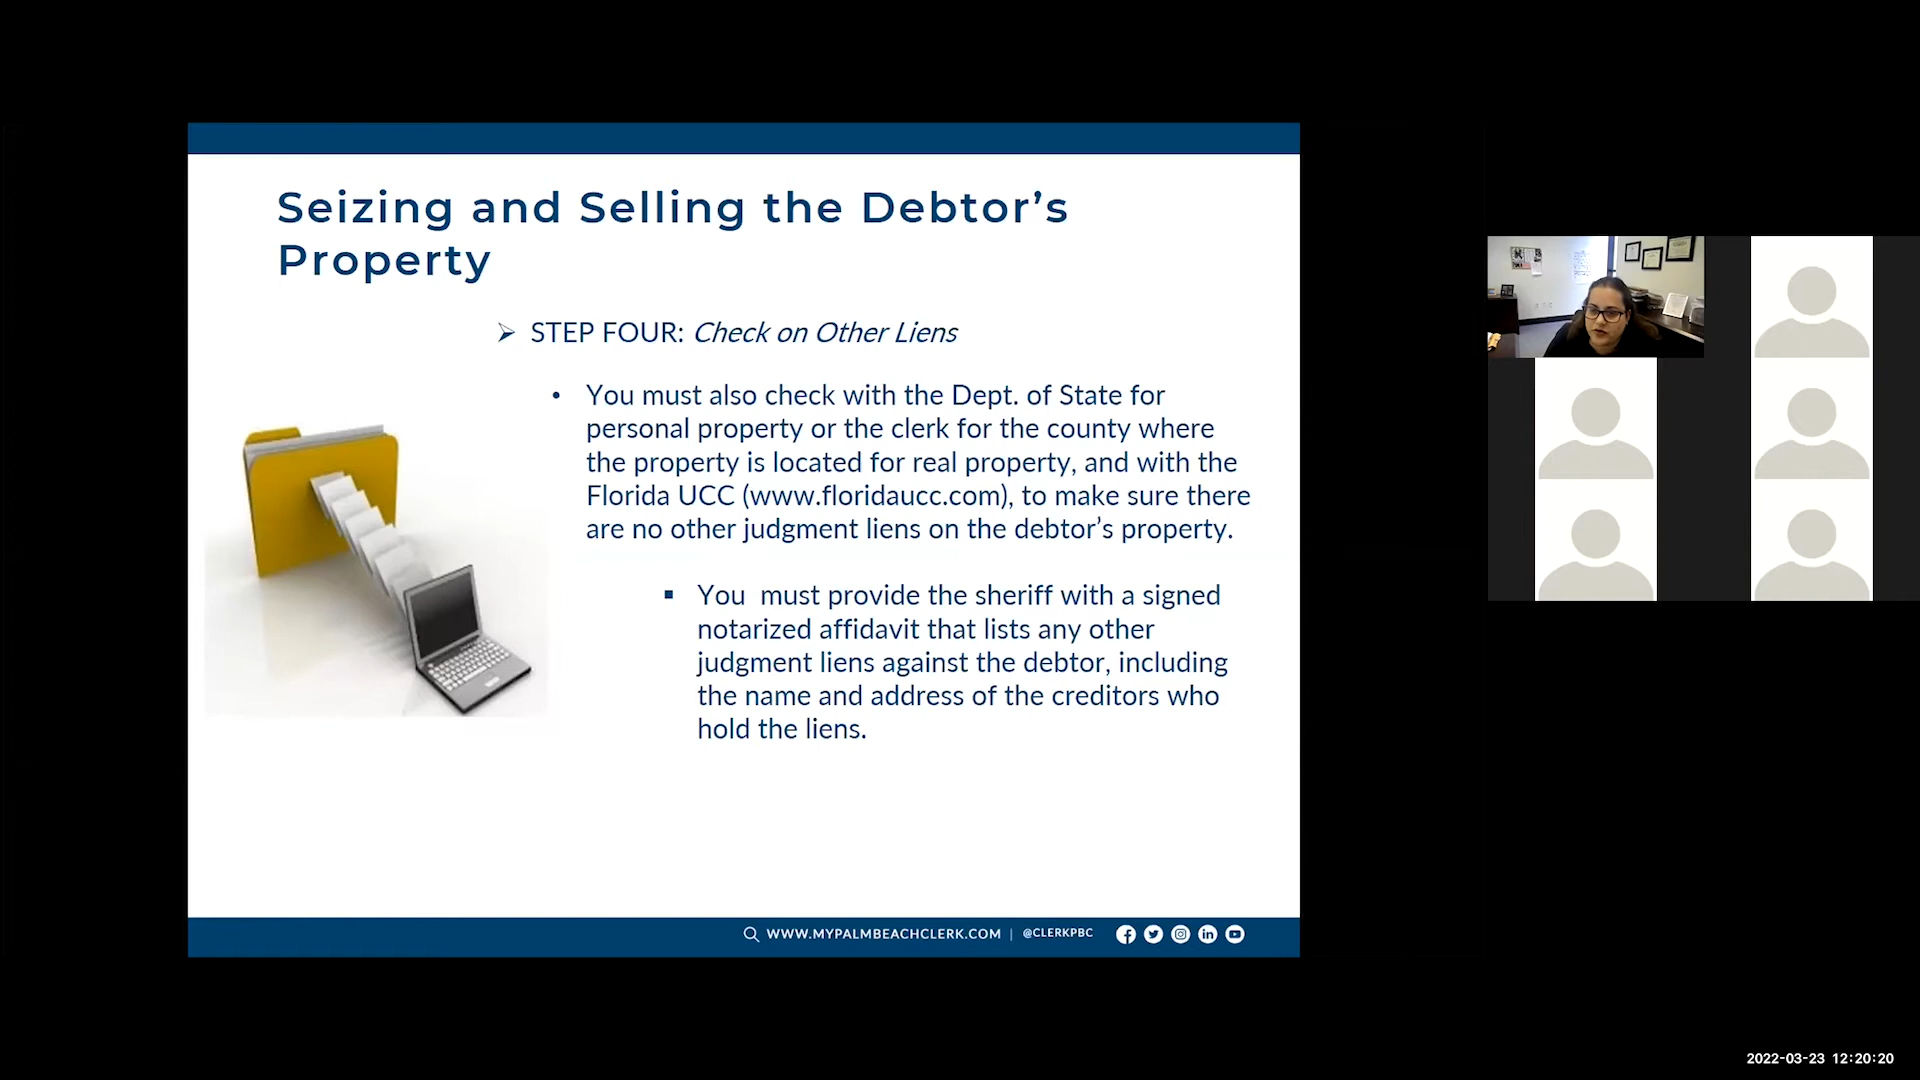 Seizing and Selling the Debtor’s
Property
➢ STEP FOUR: Check on Other Liens
• You must also check with the Dept. of State for
personal property or the clerk for the county where
the property is located for real property, and with the
Florida UCC (www.floridaucc.com), to make sure there
are no other judgment liens on the debtor’s property.
▪ You must provide the sheriff with a signed
notarized affidavit that lists any other
judgment liens against the debtor, including
the name and address of the creditors who
hold the liens.
WWW.MYPALMBEACHCLERK.COM | @CLERKPBC
2022-03-23 12:20:20